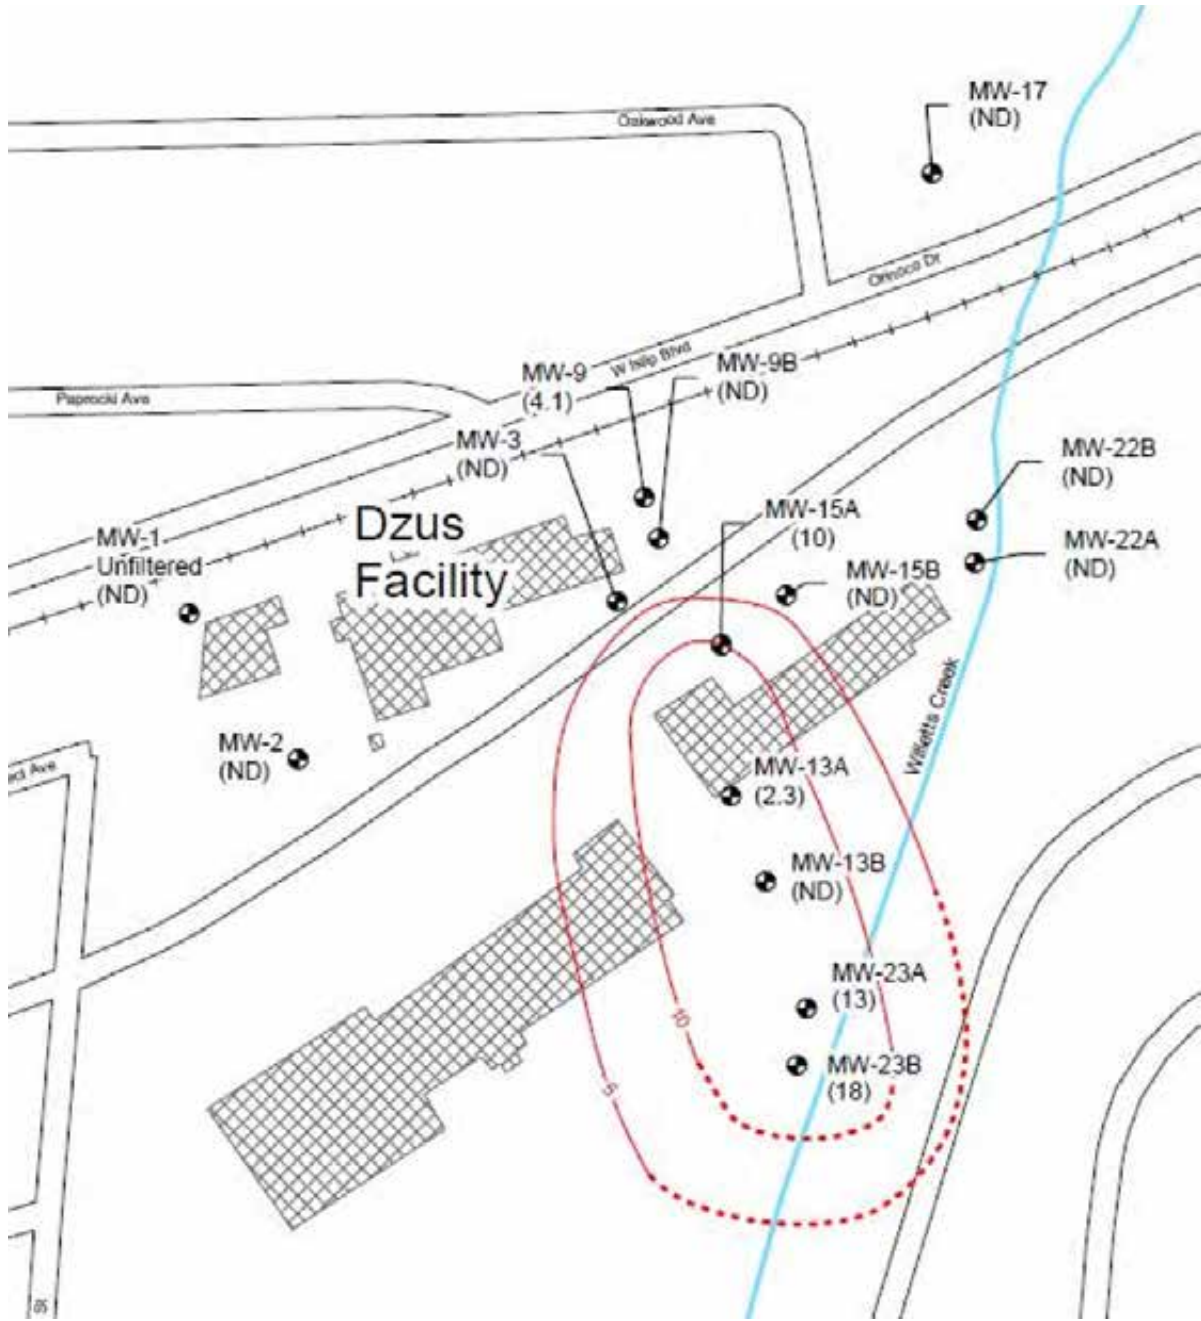 MW-17
(ND)
Oakwood Ave
Orinoco Dr
W Islip Blvd
MW-9
(4.1)
MW-9B
(ND)
Paprocki Ave
MW-3
(ND)
MW-22B
(ND)
MW-1
Unfiltered
(ND)
Dzus
Facility
MW-15A
(10)
MW-22A
(ND)
MW-15B
(ND)
Willetts Creek
MW-2
(ND)
Ave
MW-13A
(2.3)
MW-13B
(ND)
MW-23A
(13)
10
MW-23B
(18)
5